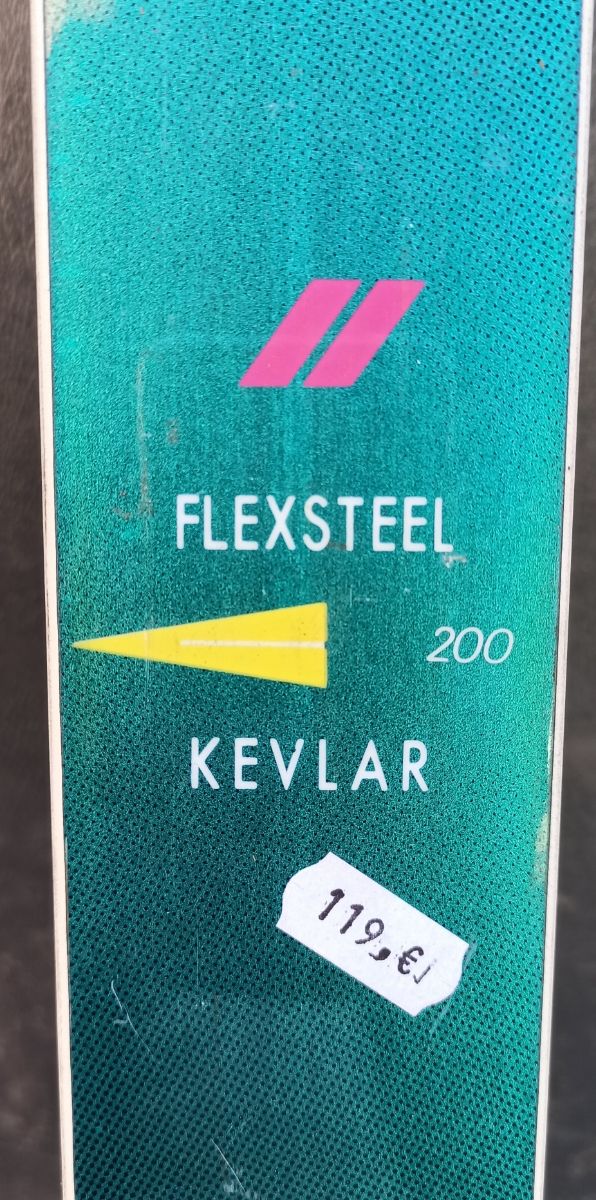 FLEXSTEEL
200
KEVLAR
119,€